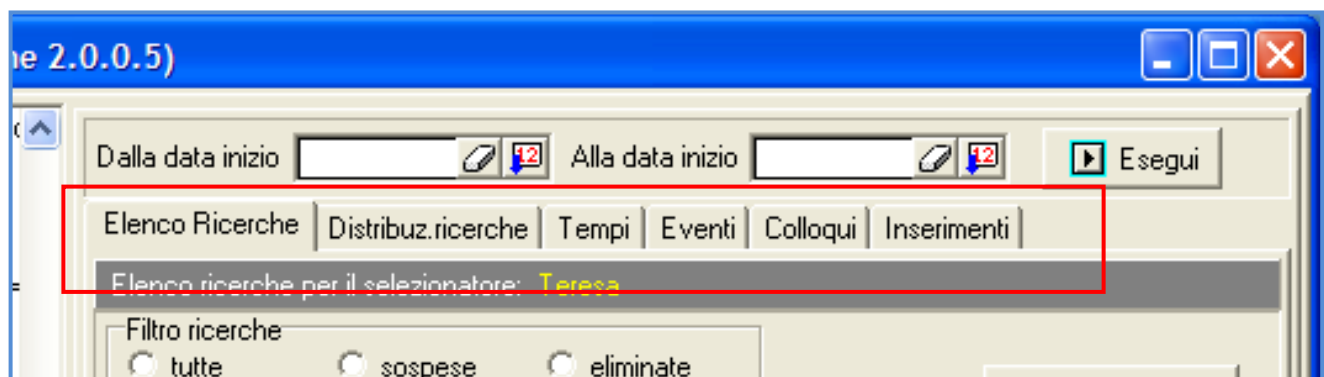 ne 2.0.0.5)
Dalla data inizio 12 Alla data inizio 12 Esegui
Elenco Ricerche Distribuz.ricerche Tempi Eventi Colloqui Inserimenti
Elenco ricerche per il selezionatore: Teresa
Filtro ricerche
tutte sospese eliminate